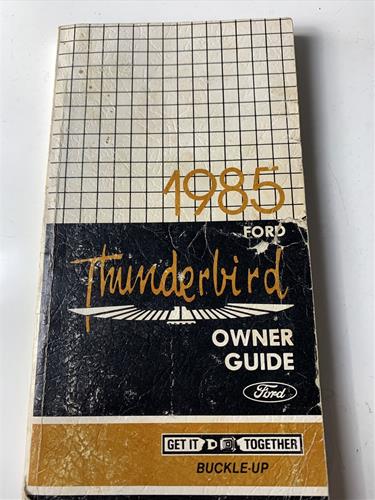 1985
FORD
Thunderbird
OWNER
GUIDE
Ford
GET IT TOGETHER
BUCKLE-UP